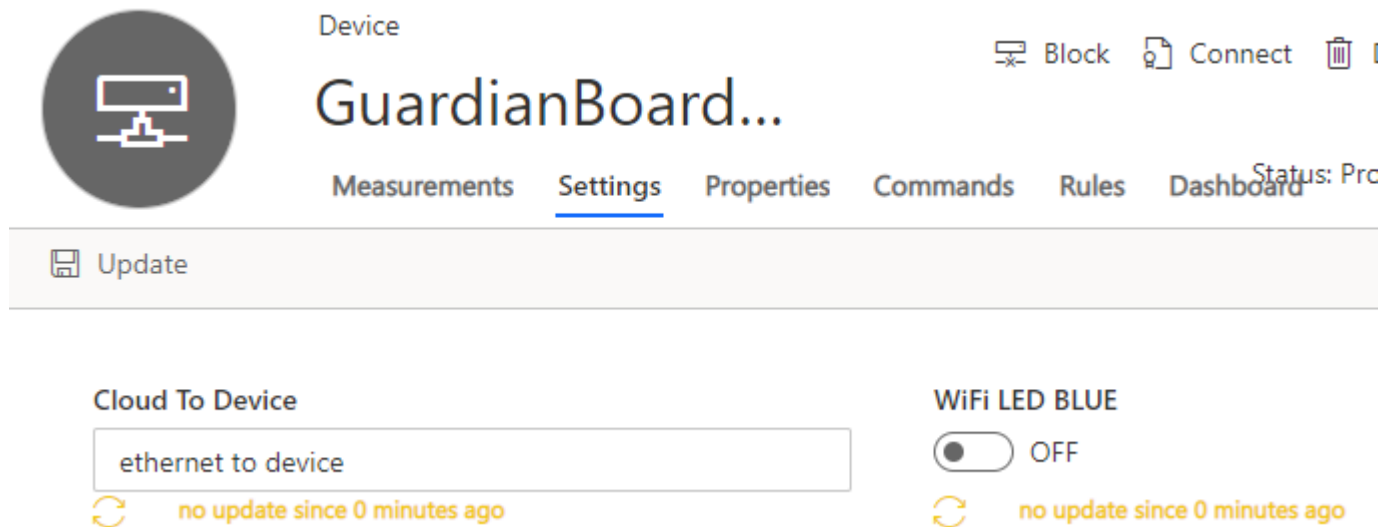 Device
Block Connect
GuardianBoard...
Measurements Settings Properties Commands Rules Dashboard Status:
Update
Cloud To Device WiFi LED BLUE
ethernet to device OFF
no update since 0 minutes ago no update since 0 minutes ago